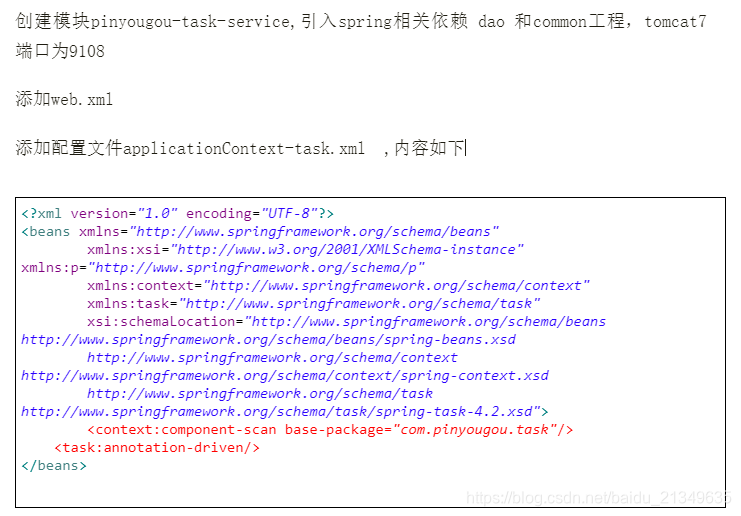 创建模块pinyougou-task-service,引入spring相关依赖 dao 和common工程，tomcat7
端口为9108
添加web.xml
添加配置文件applicationContext-task.xml ,内容如下
<?xml version="1.0" encoding="UTF-8"?>
<beans xmlns="http://www.springframework.org/schema/beans"
xmlns:xsi="http://www.w3.org/2001/XMLSchema-instance"
xmlns:p="http://www.springframework.org/schema/p"
xmlns:context="http://www.springframework.org/schema/context"
xmlns:task="http://www.springframework.org/schema/task"
xsi:schemaLocation="http://www.springframework.org/schema/beans
http://www.springframework.org/schema/beans/spring-beans.xsd
http://www.springframework.org/schema/context
http://www.springframework.org/schema/context/spring-context.xsd
http://www.springframework.org/schema/task
http://www.springframework.org/schema/task/spring-task-4.2.xsd">
<context:component-scan base-package="com.pinyougou.task"/>
<task:annotation-driven/>
</beans>
https://blog.csdn.net/baidu_21349635